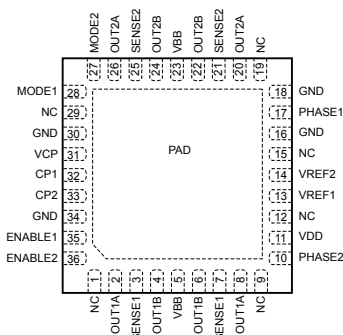 MODE2
OUT2A
SENSE2
OUT2B
VBB
OUT2B
SENSE2
OUT2A
NC
27
26
25
24
23
22
21
20
19
MODE1 28
NC 29
GND 30
VCP 31
CP1 32
CP2 33
GND 34
ENABLE1 35
ENABLE2 36
PAD
18 GND
17 PHASE1
16 GND
15 NC
14 VREF2
13 VREF1
12 NC
11 VDD
10 PHASE2
1
2
3
4
5
6
7
8
9
NC
OUT1A
SENSE1
OUT1B
VBB
OUT1B
SENSE1
OUT1A
NC